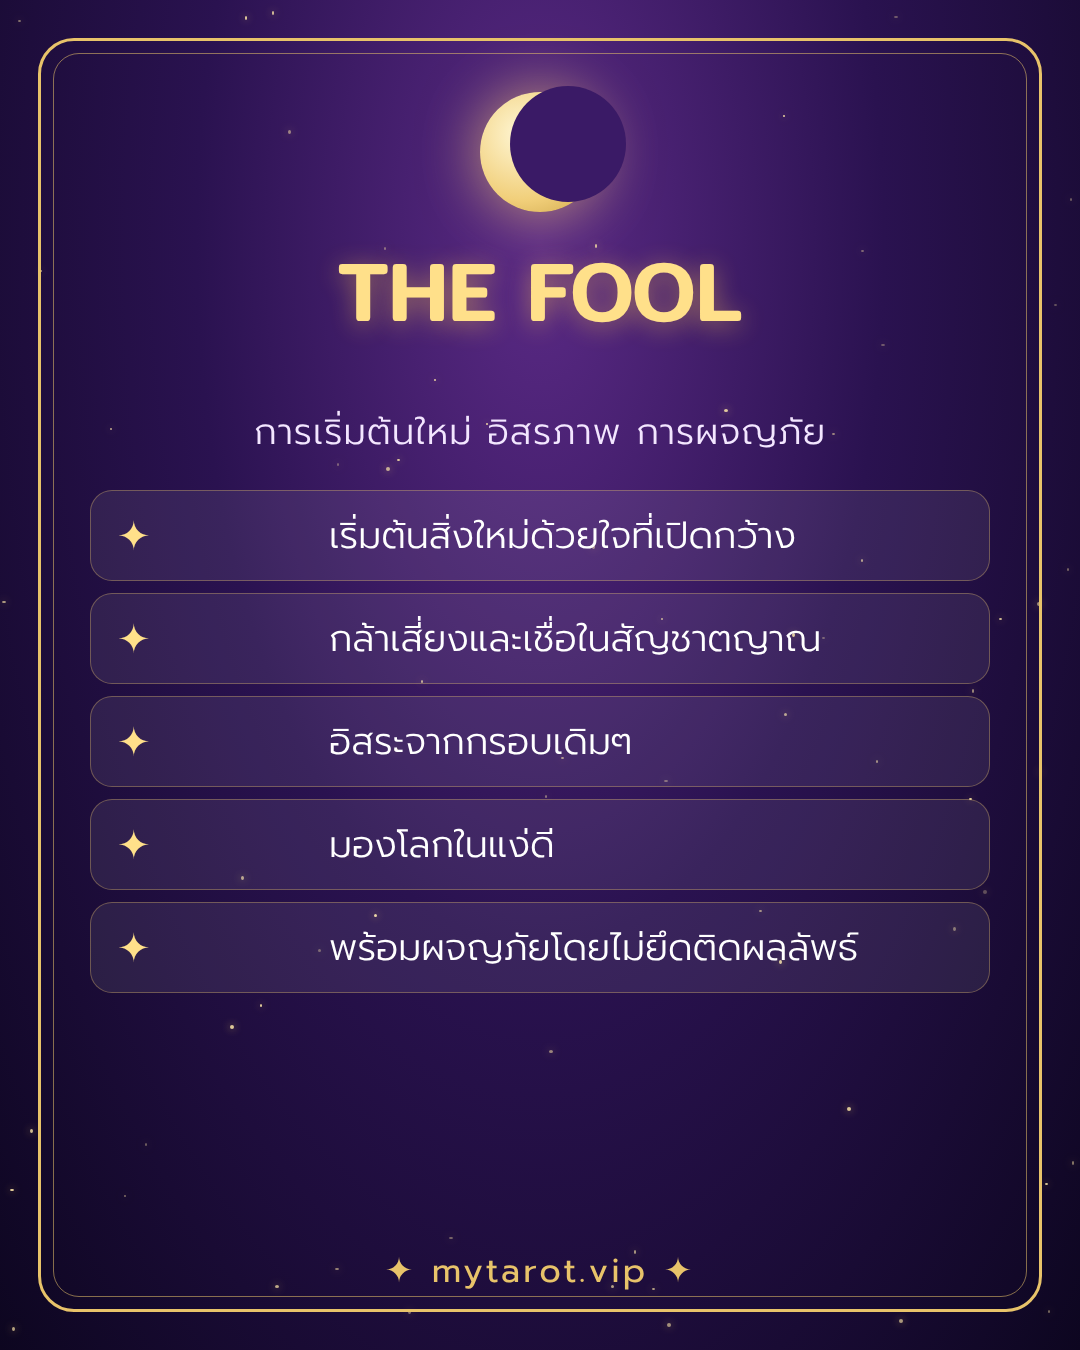 THE FOOL
การเริ่มต้นใหม่ อิสรภาพ การผจญภัย
✦ เริ่มต้นสิ่งใหม่ด้วยใจที่เปิดกว้าง
✦ กล้าเสี่ยงและเชื่อในสัญชาตญาณ
✦ อิสระจากกรอบเดิมๆ
✦ มองโลกในแง่ดี
✦ พร้อมผจญภัยโดยไม่ยึดติดผลลัพธ์
✦ mytarot.vip ✦